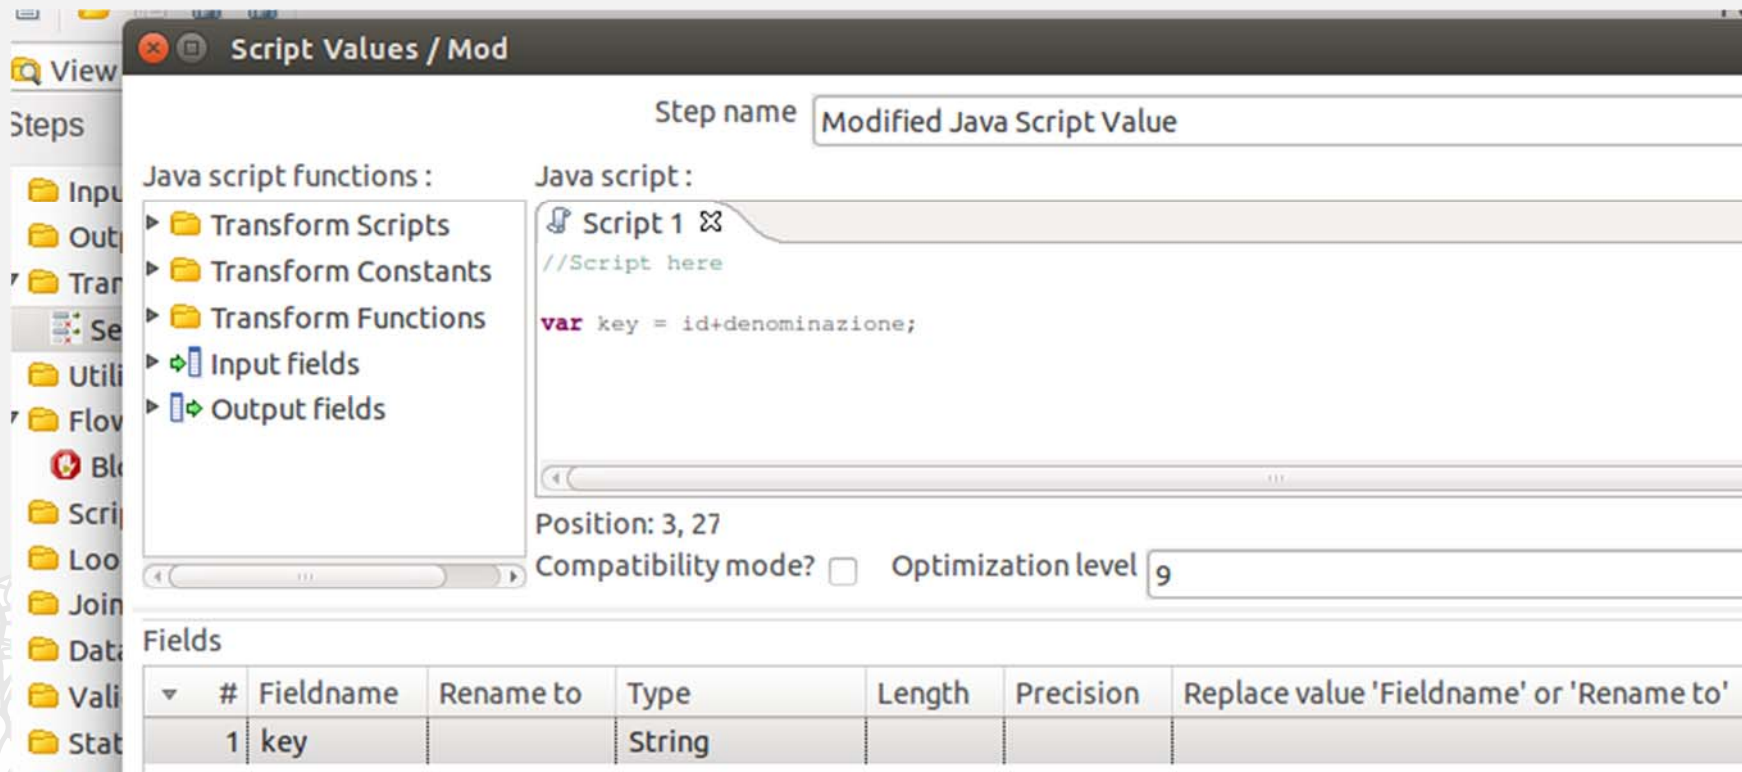 Script Values / Mod
View
Steps
Step name
Modified Java Script Value
Java script functions :
Java script :
Transform Scripts
Transform Constants
Transform Functions
Input fields
Output fields
Script 1
//Script here
var key = id+denominazione;
Position: 3, 27
Compatibility mode?
Optimization level
9
Inpu
Out
Tran
Se
Utili
Flov
Blo
Scri
Loo
Join
Data
Vali
Stat
Fields
# Fieldname Rename to Type Length Precision Replace value 'Fieldname' or 'Rename to'
1 key String